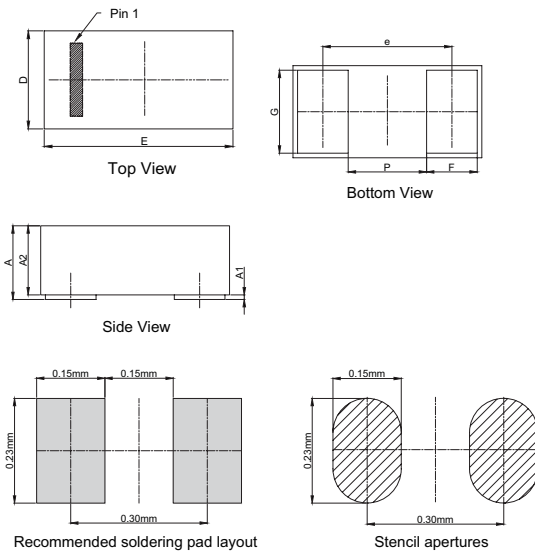 Pin 1
D
E
Top View
e
G
P
F
Bottom View
A
A2
A1
Side View
0.15mm
0.15mm
0.23mm
0.30mm
Recommended soldering pad layout
0.15mm
0.23mm
0.30mm
Stencil apertures